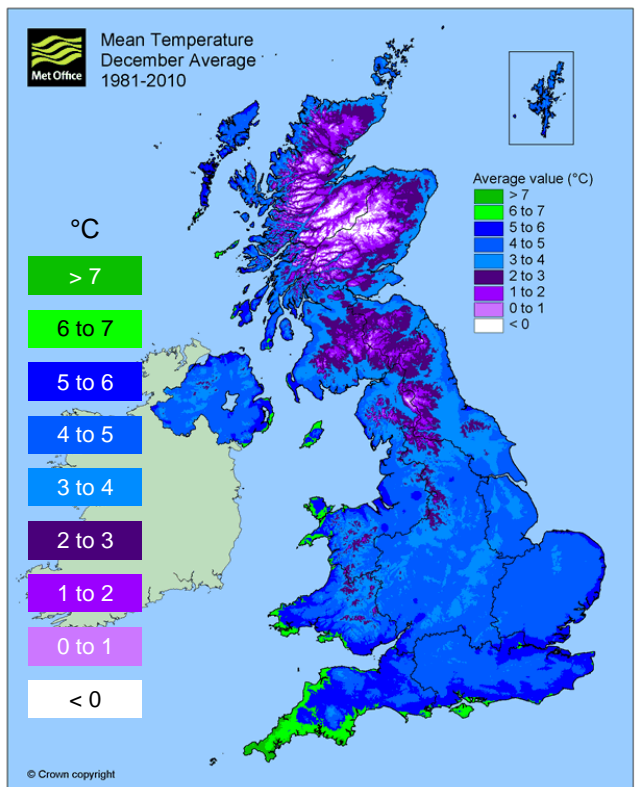 Met Office
Mean Temperature
December Average
1981-2010
Average value (°C)
> 7
6 to 7
5 to 6
4 to 5
3 to 4
2 to 3
1 to 2
0 to 1
< 0
°C
> 7
6 to 7
5 to 6
4 to 5
3 to 4
2 to 3
1 to 2
0 to 1
< 0
© Crown copyright